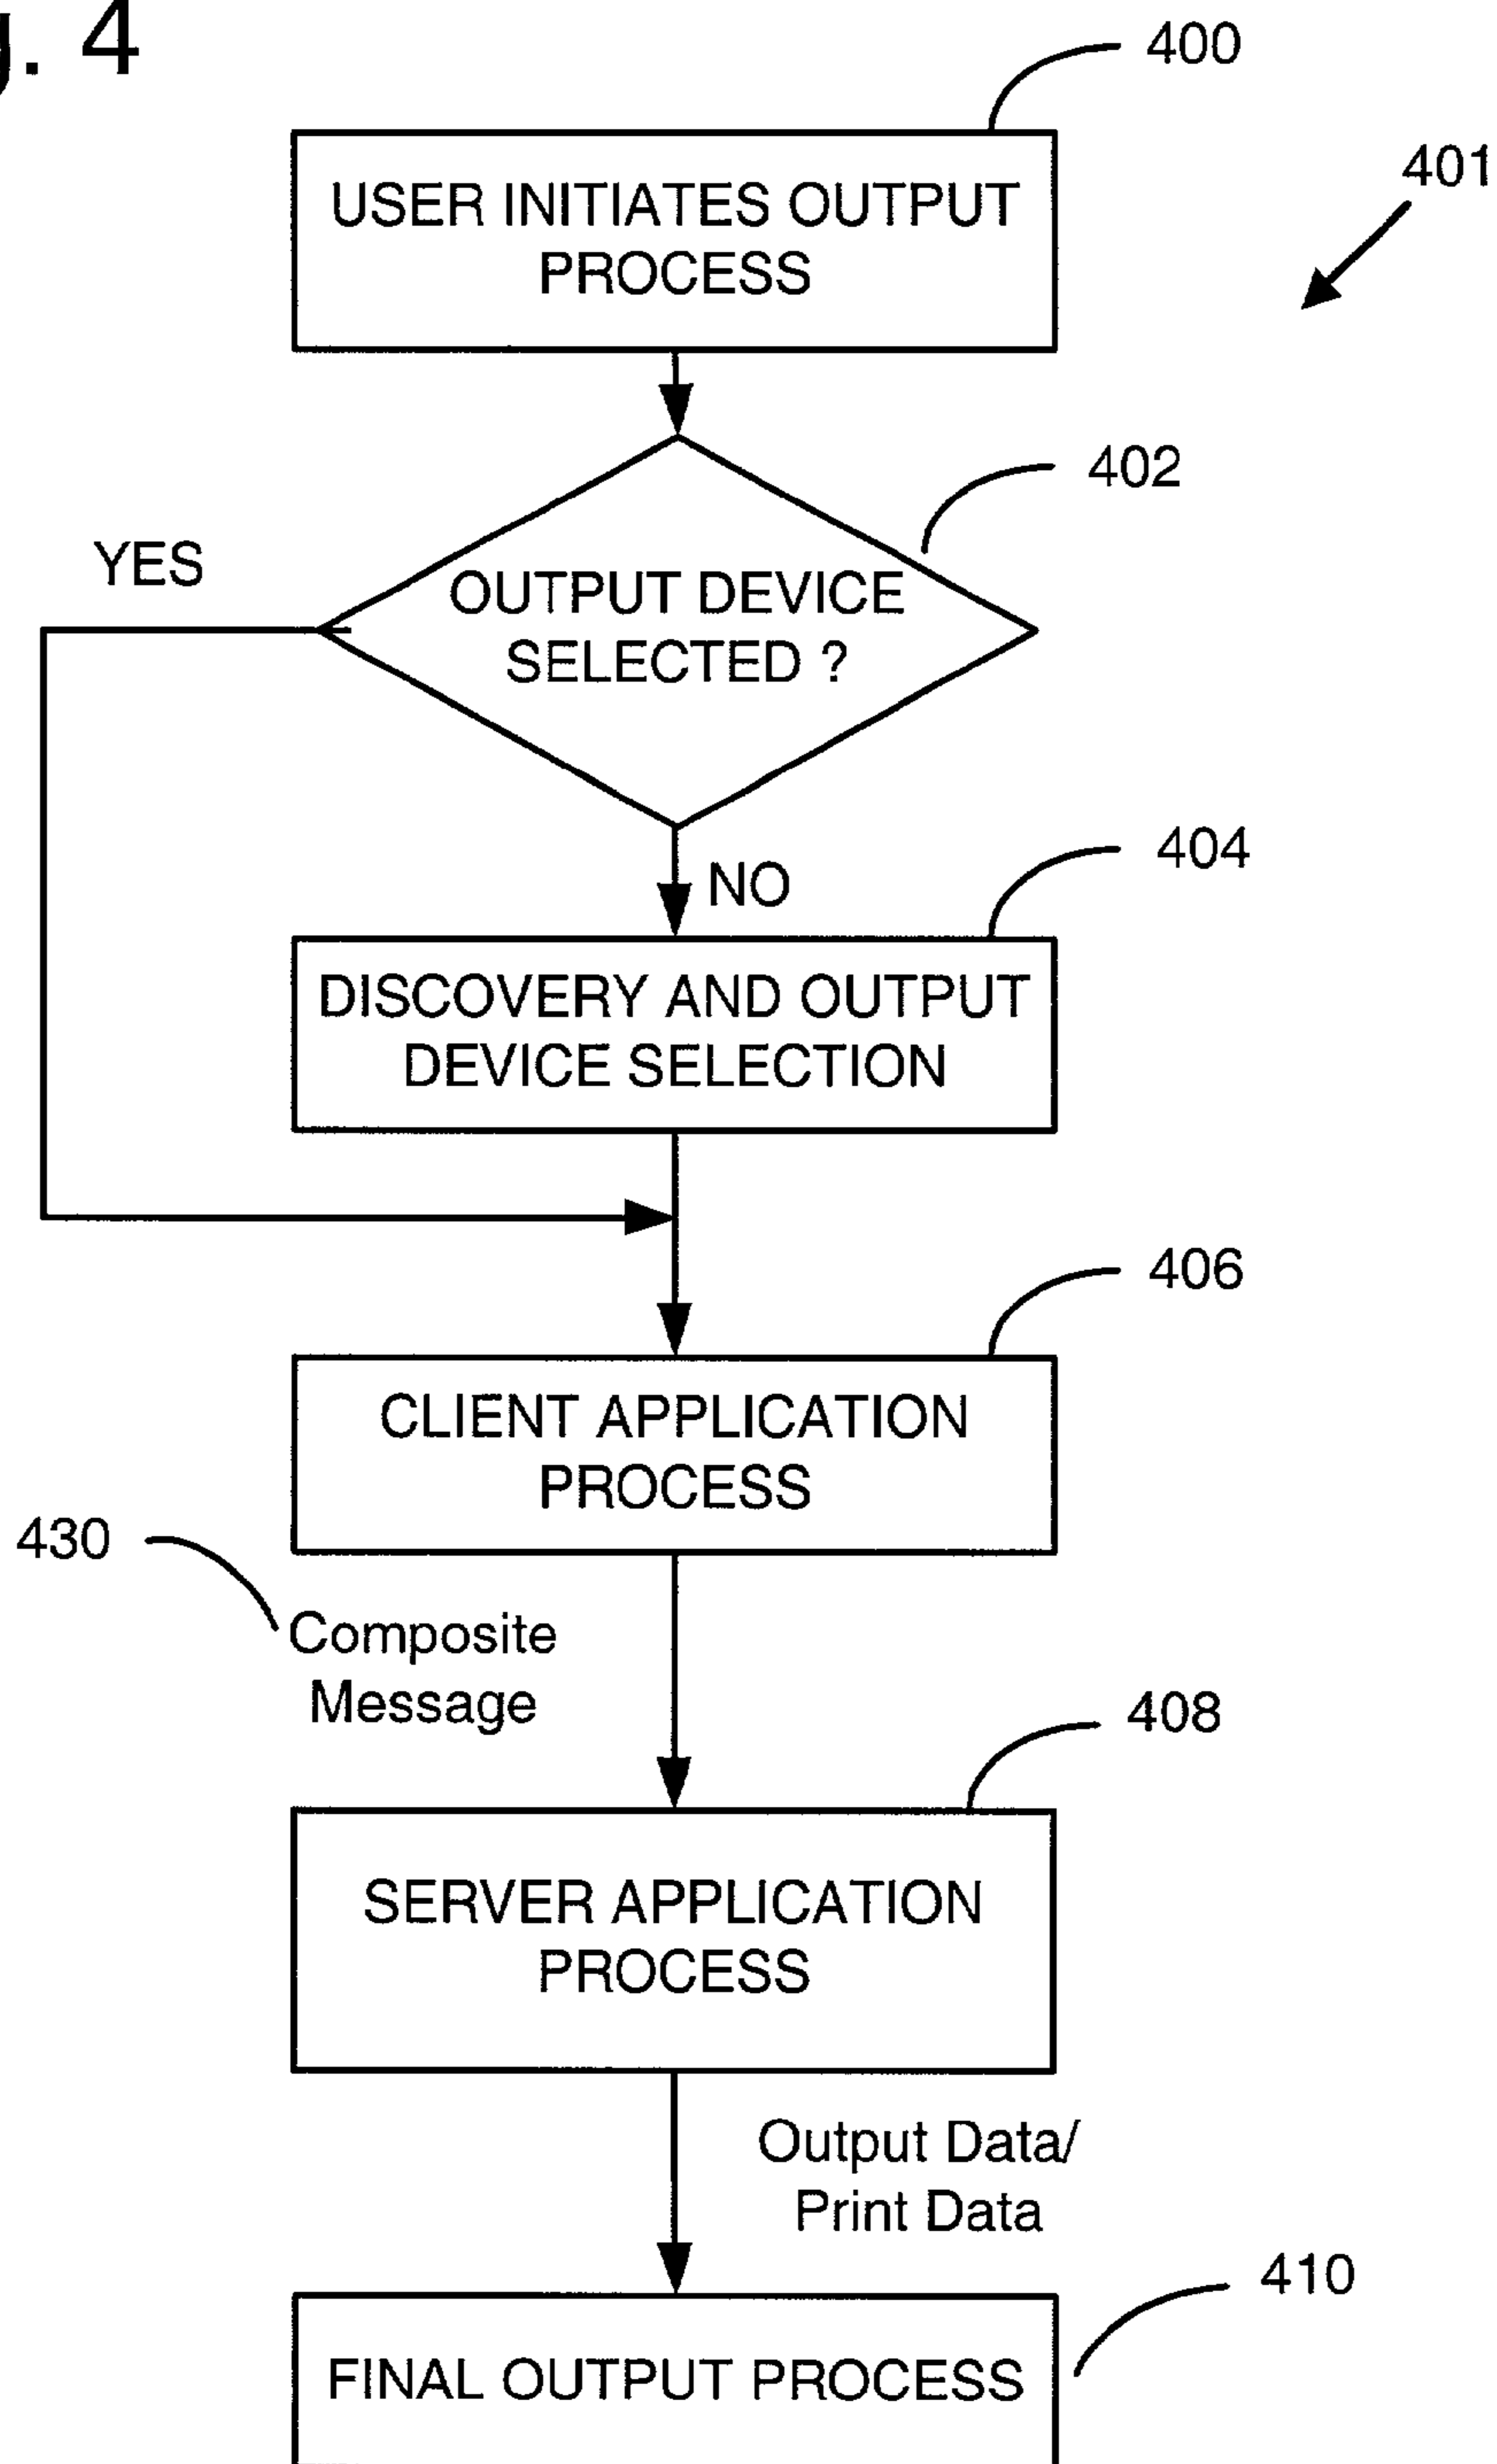 . 4
400
401
USER INITIATES OUTPUT
PROCESS
402
YES
OUTPUT DEVICE
SELECTED ?
404
NO
DISCOVERY AND OUTPUT
DEVICE SELECTION
406
CLIENT APPLICATION
PROCESS
430
Composite
Message
408
SERVER APPLICATION
PROCESS
Output Data/
Print Data
410
FINAL OUTPUT PROCESS